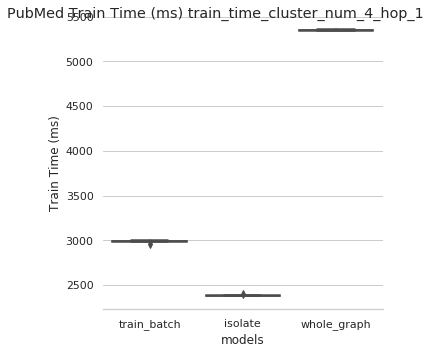 PubMed Train Time (ms) train_time_cluster_num_4_hop_1
5500
5000
4500
4000
3500
3000
2500
Train Time (ms)
train_batch isolate whole_graph
models